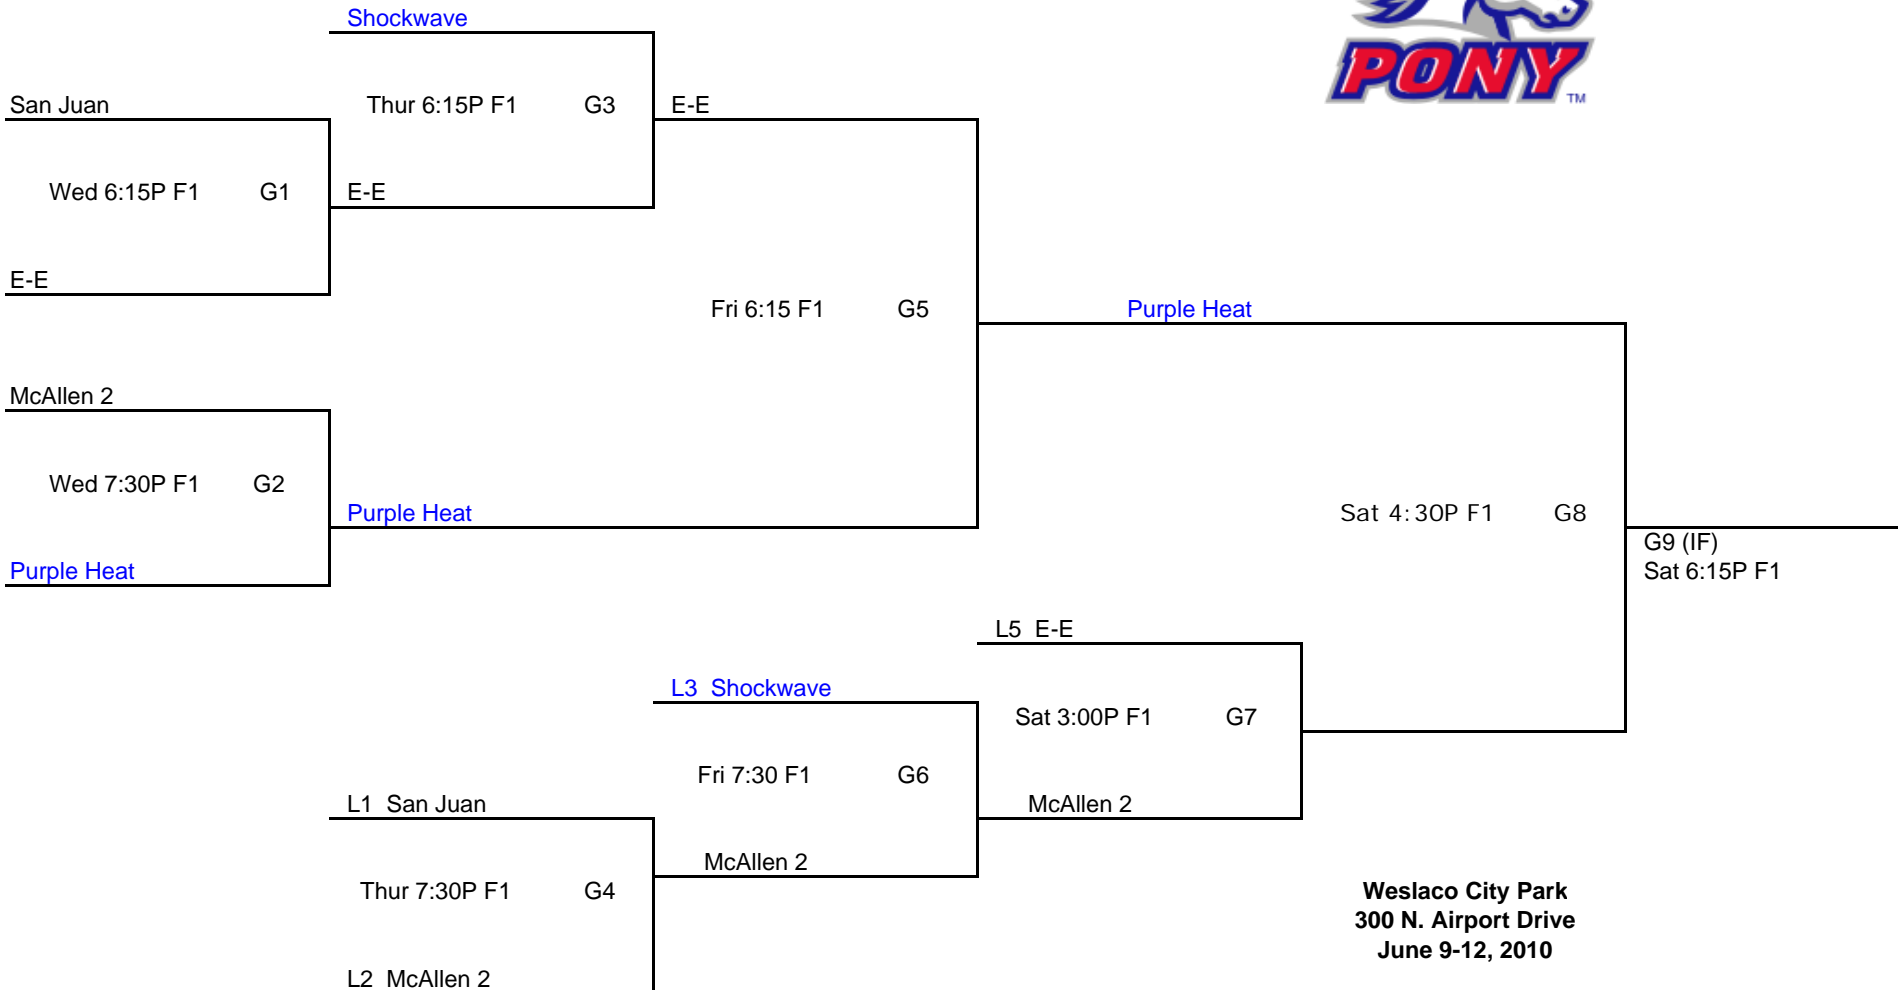 Shockwave
PONY
TM
San Juan
Thur 6:15P F1 G3
E-E
Wed 6:15P F1 G1
E-E
E-E
Fri 6:15 F1 G5
Purple Heat
McAllen 2
Wed 7:30P F1 G2
Purple Heat
Sat 4:30P F1 G8
G9 (IF)
Sat 6:15P F1
Purple Heat
L5 E-E
L3 Shockwave
Sat 3:00P F1 G7
Fri 7:30 F1 G6
L1 San Juan
McAllen 2
McAllen 2
Thur 7:30P F1 G4
L2 McAllen 2
Weslaco City Park
300 N. Airport Drive
June 9-12, 2010